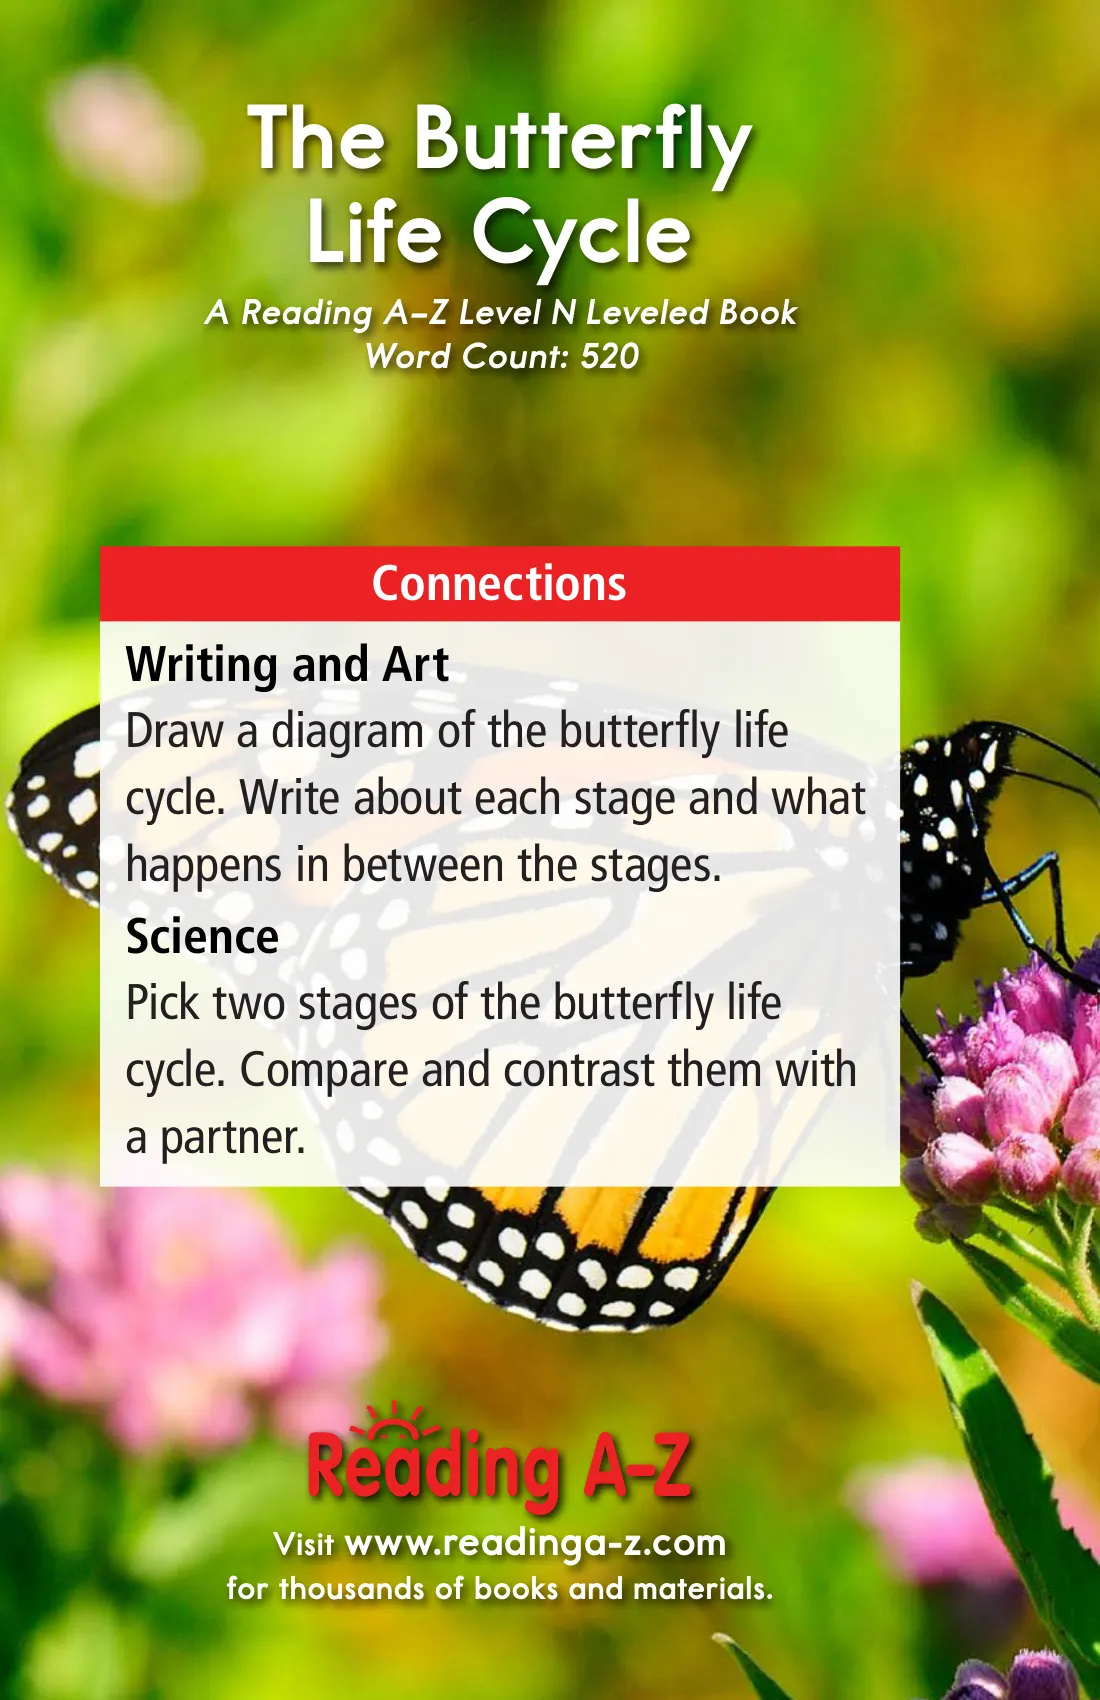 The Butterfly
Life Cycle
A Reading A–Z Level N Leveled Book
Word Count: 520
Connections
Writing and Art
Draw a diagram of the butterfly life
cycle. Write about each stage and what
happens in between the stages.
Science
Pick two stages of the butterfly life
cycle. Compare and contrast them with
a partner.
Reading A–Z
Visit www.readinga-z.com
for thousands of books and materials.